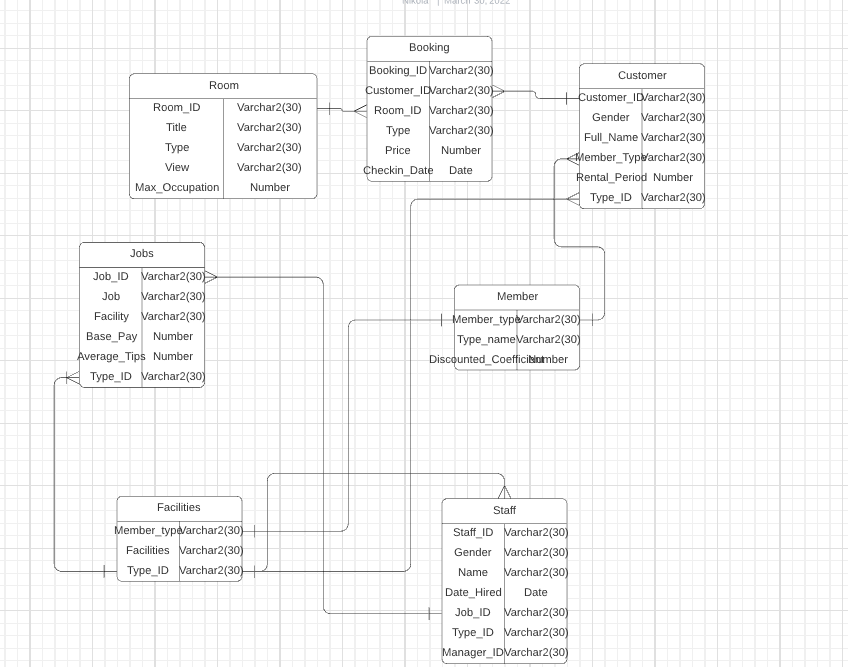 Nikola | March 30, 2022
Booking
Booking_ID Varchar2(30)
Customer_ID Varchar2(30)
Room_ID Varchar2(30)
Type Varchar2(30)
Price Number
Checkin_Date Date
Customer
Customer_ID Varchar2(30)
Gender Varchar2(30)
Full_Name Varchar2(30)
Member_Type Varchar2(30)
Rental_Period Number
Type_ID Varchar2(30)
Room
Room_ID Varchar2(30)
Title Varchar2(30)
Type Varchar2(30)
View Varchar2(30)
Max_Occupation Number
Jobs
Job_ID Varchar2(30)
Job Varchar2(30)
Facility Varchar2(30)
Base_Pay Number
Average_Tips Number
Type_ID Varchar2(30)
Member
Member_type Varchar2(30)
Type_name Varchar2(30)
Discounted_Coefficient Number
Facilities
Member_type Varchar2(30)
Facilities Varchar2(30)
Type_ID Varchar2(30)
Staff
Staff_ID Varchar2(30)
Gender Varchar2(30)
Name Varchar2(30)
Date_Hired Date
Job_ID Varchar2(30)
Type_ID Varchar2(30)
Manager_ID Varchar2(30)